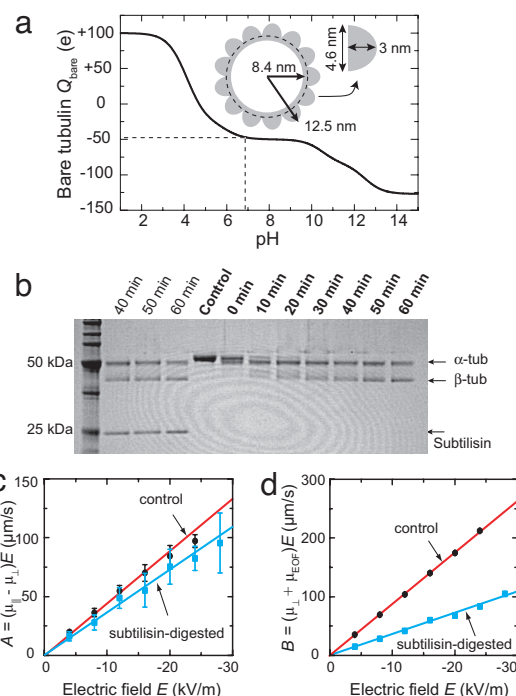 a
Bare tubulin Qbare (e)
+100
+50
0
-50
-100
-150
2 4 6 8 10 12 14
pH
8.4 nm
12.5 nm
4.6 nm
3 nm
b
40 min 50 min 60 min Control 0 min 10 min 20 min 30 min 40 min 50 min 60 min
50 kDa
25 kDa
α-tub
β-tub
Subtilisin
c
A = (μ|| - μ⊥)E (μm/s)
150
100
50
0
0 -10 -20 -30
Electric field E (kV/m)
control
subtilisin-digested
d
B = (μ⊥ + μEOF)E (μm/s)
300
200
100
0
0 -10 -20 -30
Electric field E (kV/m)
control
subtilisin-digested